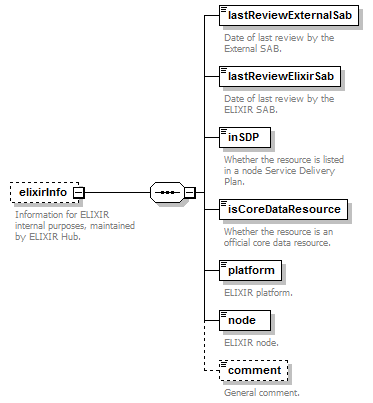 lastReviewExternalSab
Date of last review by the
External SAB.
lastReviewElixirSab
Date of last review by the
ELIXIR SAB.
inSDP
Whether the resource is listed
in a node Service Delivery
Plan.
elixirInfo
Information for ELIXIR
internal purposes, maintained
by ELIXIR Hub.
isCoreDataResource
Whether the resource is an
official core data resource.
platform
ELIXIR platform.
node
ELIXIR node.
comment
General comment.